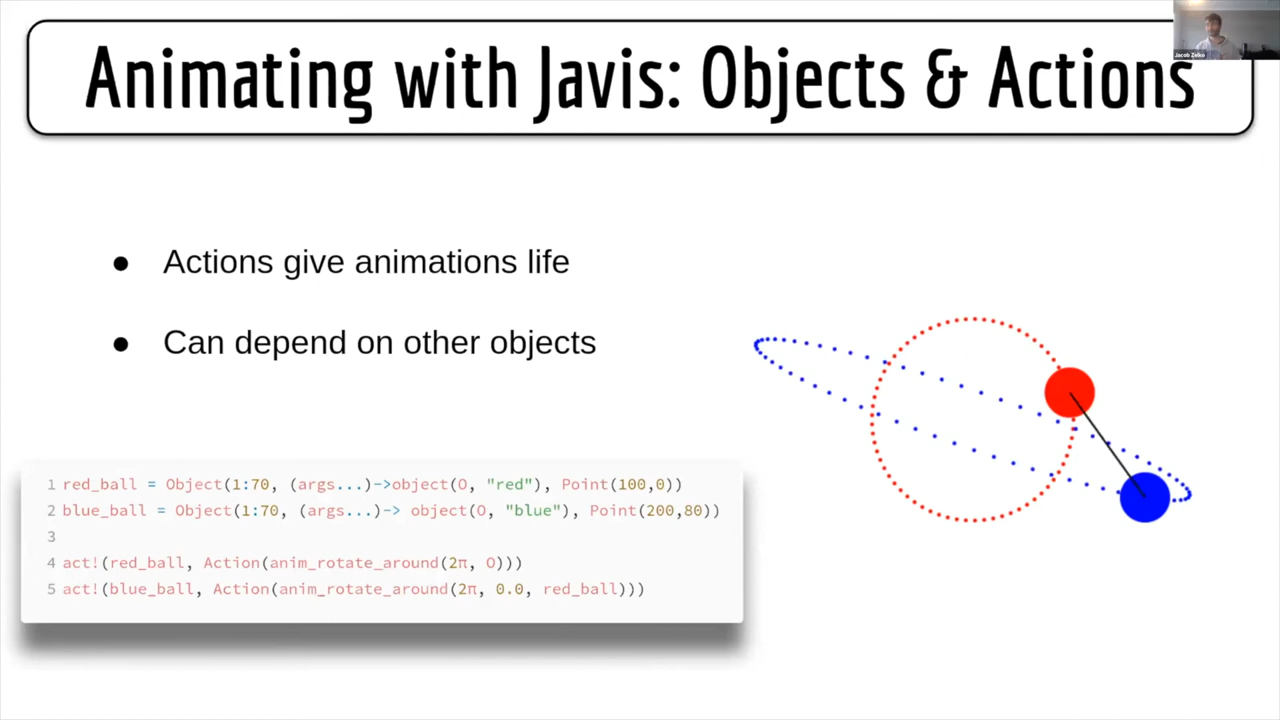 Animating with Javis: Objects & Actions
Jacob Zelko
● Actions give animations life
● Can depend on other objects
1 red_ball = Object(1:70, (args...)->object(O, "red"), Point(100,0))
2 blue_ball = Object(1:70, (args...)-> object(O, "blue"), Point(200,80))
3
4 act!(red_ball, Action(anim_rotate_around(2π, O)))
5 act!(blue_ball, Action(anim_rotate_around(2π, 0.0, red_ball)))